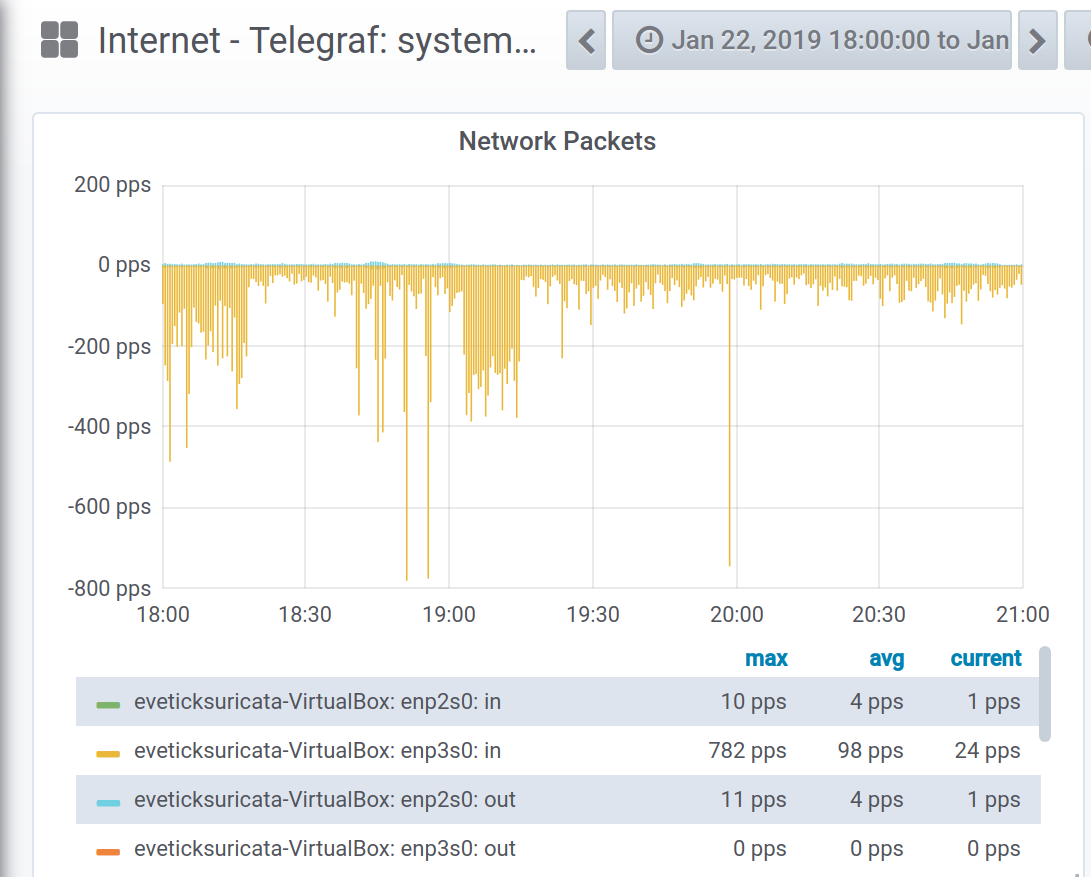 Internet - Telegraf: system...
Jan 22, 2019 18:00:00 to Jan
Network Packets
200 pps
0 pps
-200 pps
-400 pps
-600 pps
-800 pps
18:00 18:30 19:00 19:30 20:00 20:30 21:00
max avg current
eveticksuricata-VirtualBox: enp2s0: in 10 pps 4 pps 1 pps
eveticksuricata-VirtualBox: enp3s0: in 782 pps 98 pps 24 pps
eveticksuricata-VirtualBox: enp2s0: out 11 pps 4 pps 1 pps
eveticksuricata-VirtualBox: enp3s0: out 0 pps 0 pps 0 pps